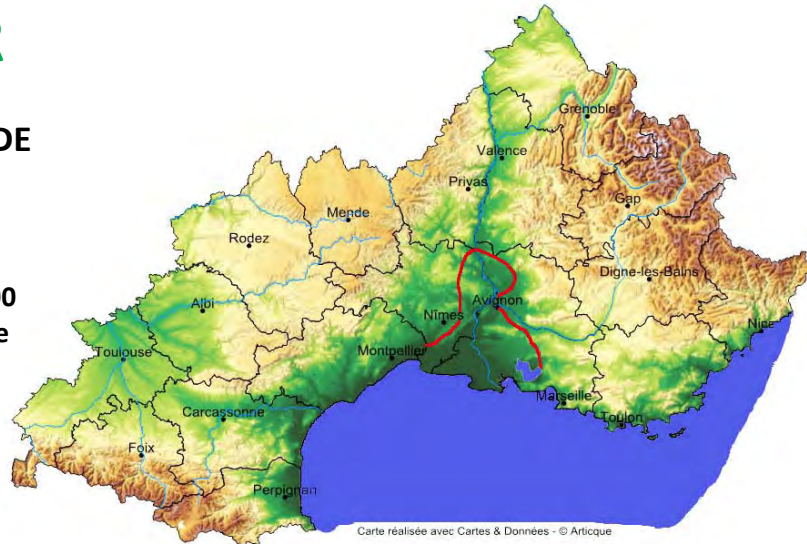 R
DE
00
e
Grenoble
Valence
Privas
Gap
Mende
Rodez
Digne-les-Bains
Albi
Avignon
Nîmes
Nice
Montpellier
Toulouse
Marseille
Carcassonne
Toulon
Foix
Perpignan
Carte réalisée avec Cartes & Données - © Articque